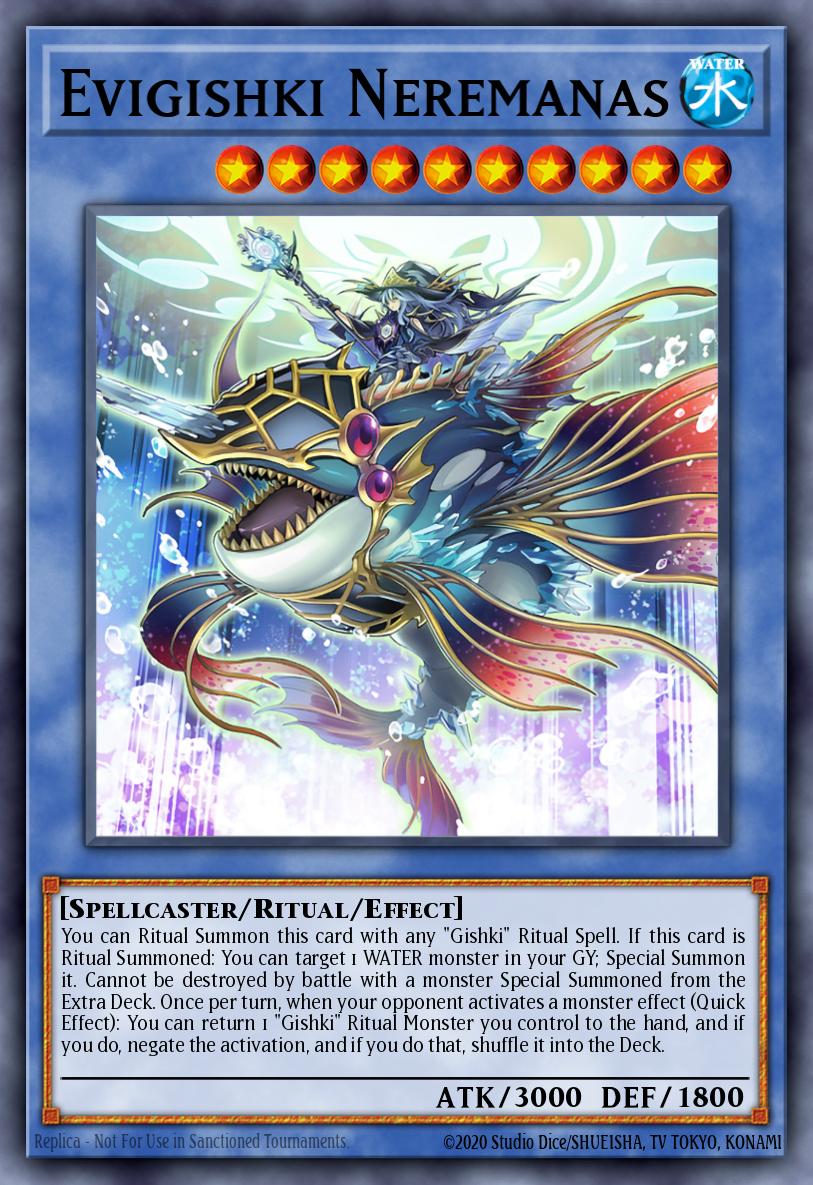 EVIGISHKI NEREMANAS
WATER
水
[SPELLCASTER/RITUAL/EFFECT]
You can Ritual Summon this card with any "Gishki" Ritual Spell. If this card is
Ritual Summoned: You can target 1 WATER monster in your GY; Special Summon
it. Cannot be destroyed by battle with a monster Special Summoned from the
Extra Deck. Once per turn, when your opponent activates a monster effect (Quick
Effect): You can return 1 "Gishki" Ritual Monster you control to the hand, and if
you do, negate the activation, and if you do that, shuffle it into the Deck.
ATK/3000 DEF/1800
Replica - Not For Use in Sanctioned Tournaments.
©2020 Studio Dice/SHUEISHA, TV TOKYO, KONAMI